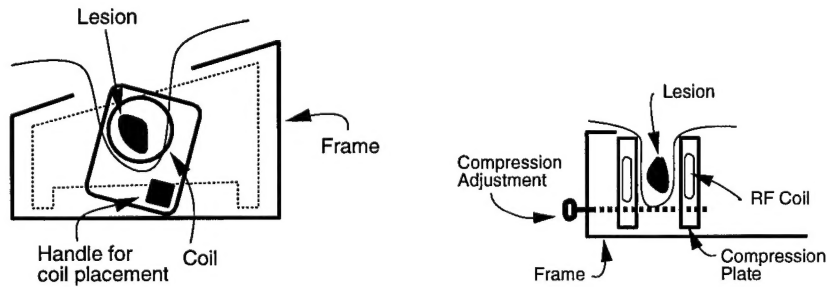 Lesion
Frame
Handle for
coil placement
Coil
Lesion
Compression
Adjustment
RF Coil
Frame
Compression
Plate